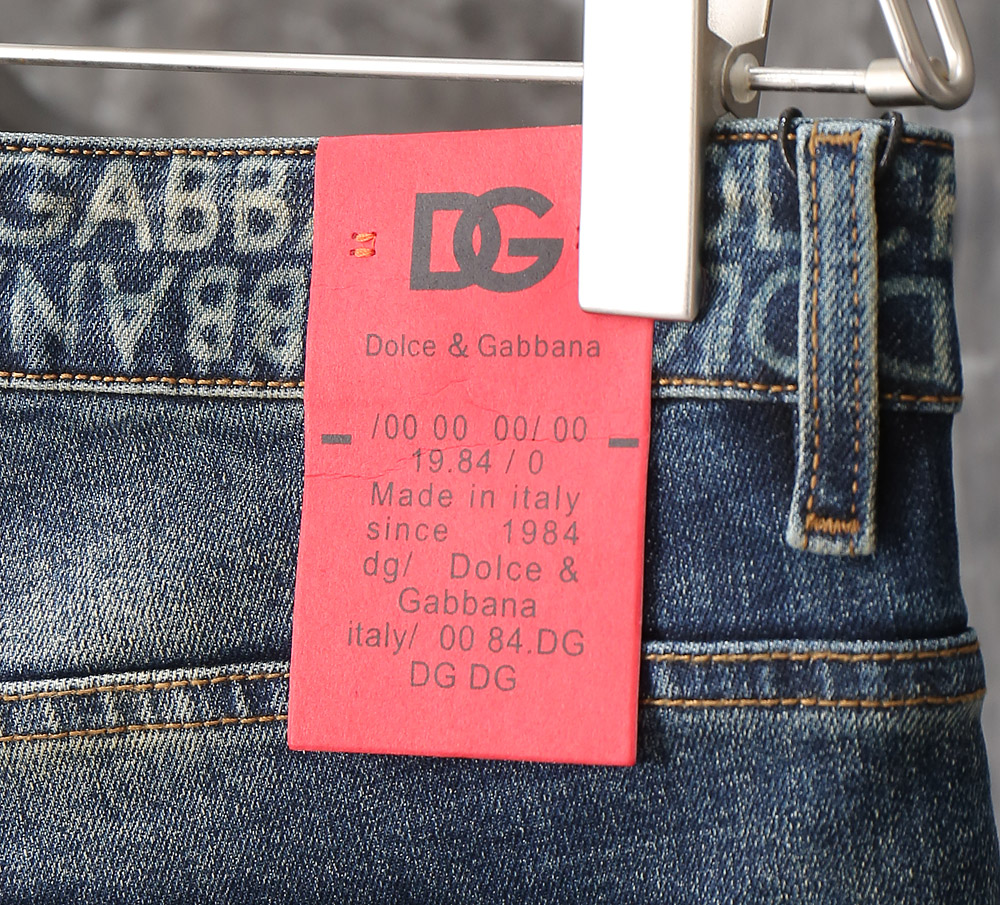 GABB
DG
Dolce & Gabbana
/00 00 00/ 00
19.84 / 0
Made in italy
since 1984
dg/ Dolce &
Gabbana
italy/ 00 84.DG
DG DG